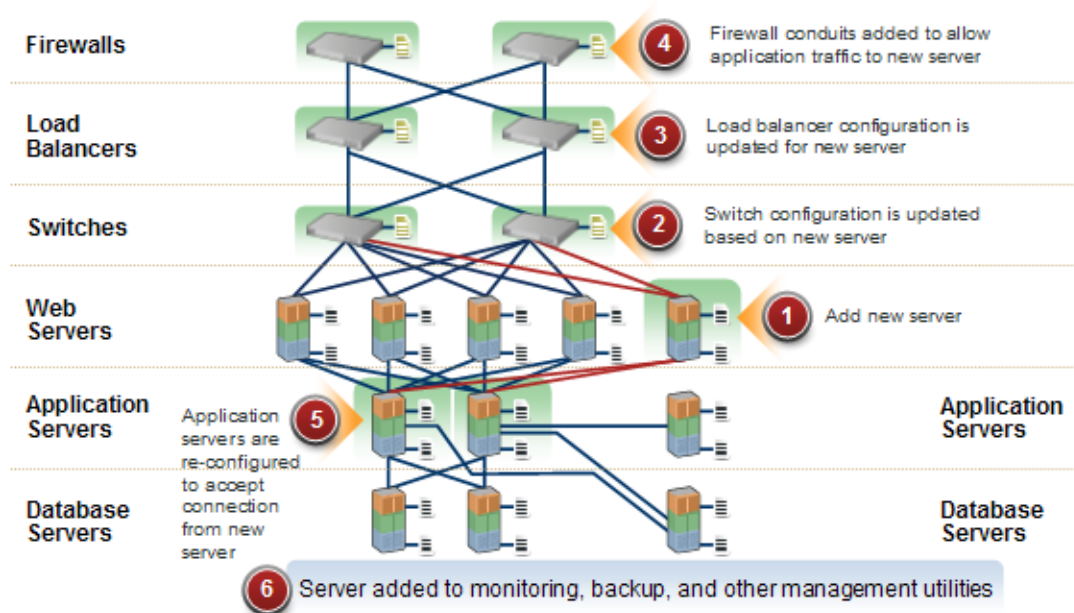 Firewalls
4
Firewall conduits added to allow
application traffic to new server
Load
Balancers
3
Load balancer configuration is
updated for new server
Switches
2
Switch configuration is updated
based on new server
Web
Servers
1
Add new server
Application
Servers
5
Application
servers are
re-configured
to accept
connection
from new
server
Application
Servers
Database
Servers
Database
Servers
6
Server added to monitoring, backup, and other management utilities